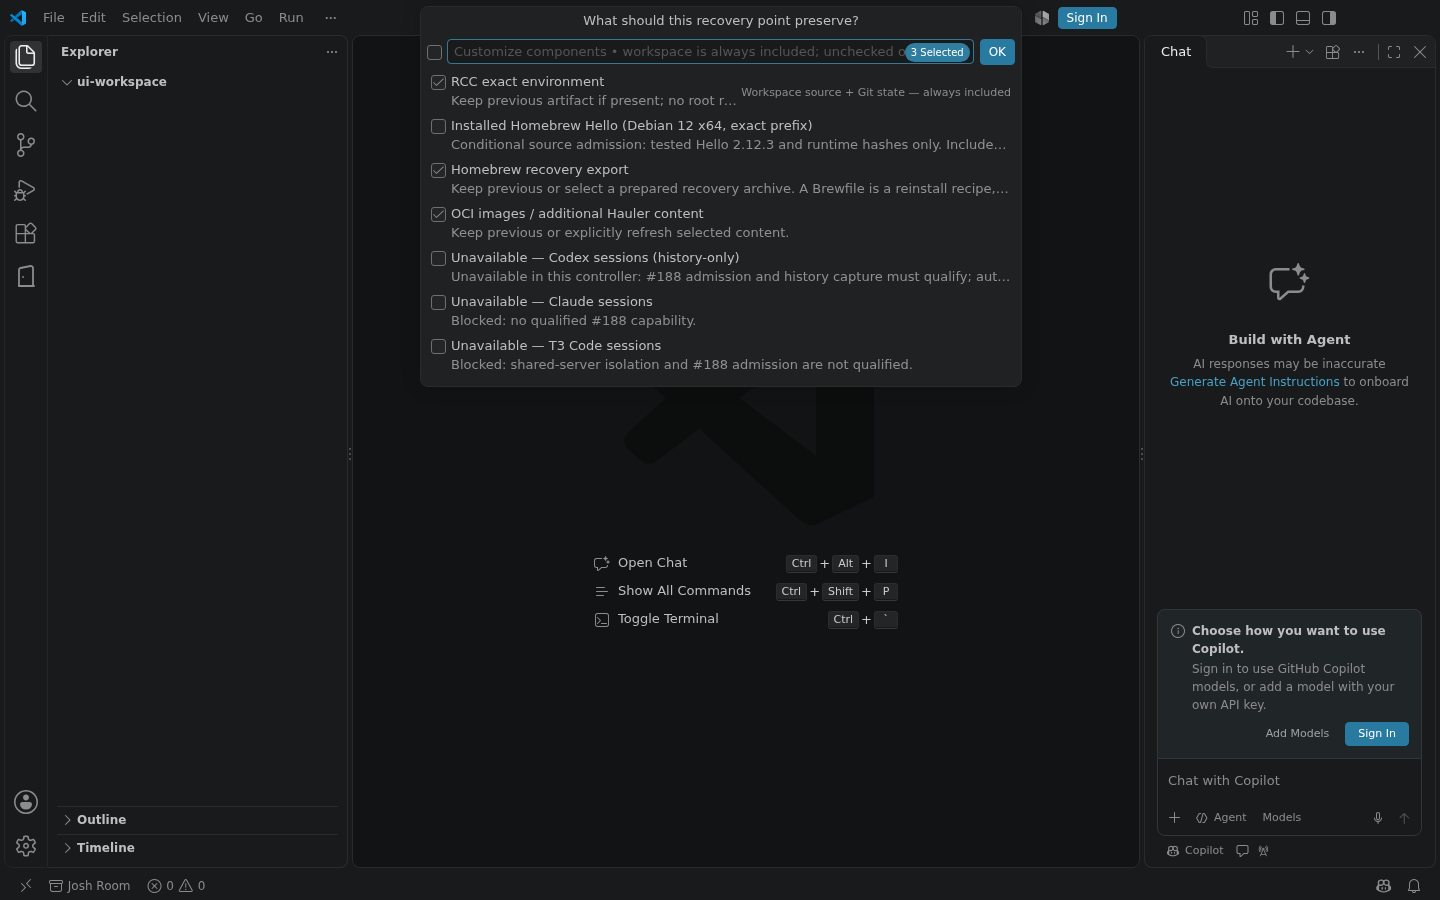 File Edit Selection View Go Run ···
What should this recovery point preserve?
Sign In
Explorer
Customize components • workspace is always included; unchecked o
3 Selected
OK
Chat
ui-workspace
RCC exact environment
Keep previous artifact if present; no root r...
Workspace source + Git state — always included
Installed Homebrew Hello (Debian 12 x64, exact prefix)
Conditional source admission: tested Hello 2.12.3 and runtime hashes only. Include...
Homebrew recovery export
Keep previous or select a prepared recovery archive. A Brewfile is a reinstall recipe,...
OCI images / additional Hauler content
Keep previous or explicitly refresh selected content.
Unavailable — Codex sessions (history-only)
Unavailable in this controller: #188 admission and history capture must qualify; aut...
Unavailable — Claude sessions
Blocked: no qualified #188 capability.
Unavailable — T3 Code sessions
Blocked: shared-server isolation and #188 admission are not qualified.
Build with Agent
AI responses may be inaccurate
Generate Agent Instructions to onboard
AI onto your codebase.
Open Chat Ctrl + Alt + I
Show All Commands Ctrl + Shift + P
Toggle Terminal Ctrl + `
Choose how you want to use
Copilot.
Sign in to use GitHub Copilot
models, or add a model with your
own API key.
Add Models
Sign In
Chat with Copilot
Agent Models
Copilot
Outline
Timeline
Josh Room 0 0